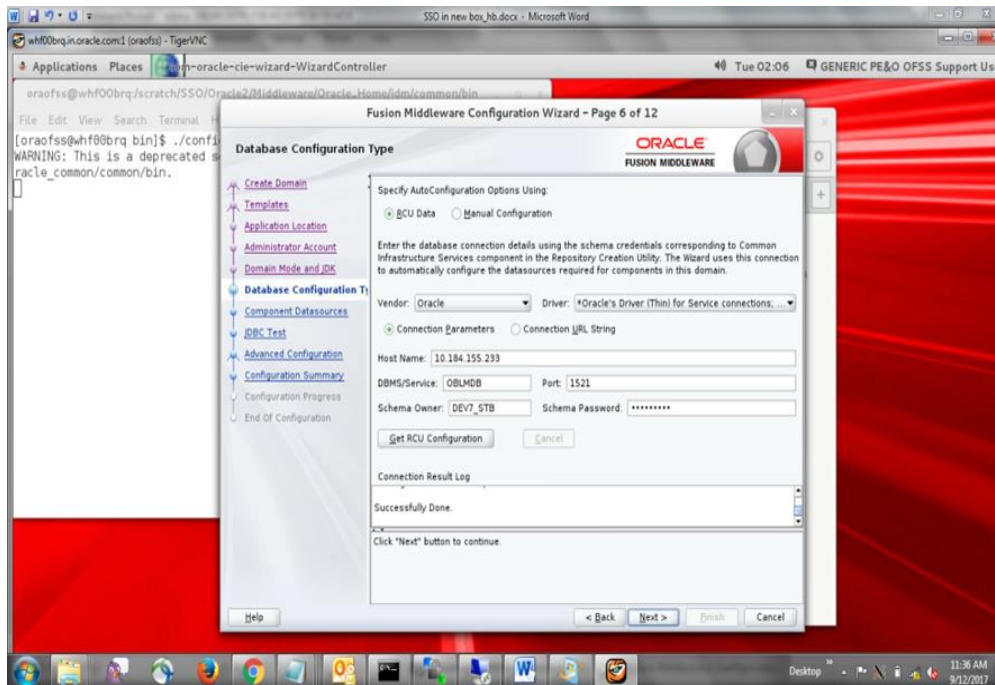 SSO in new box_hb.docx - Microsoft Word
whf00brq.in.oracle.com:1 (oraofss) - TigerVNC
Applications Places om-oracle-cie-wizard-WizardController Tue 02:06 GENERIC PE&O OFSS Support Us
oraofss@whf00brq:/scratch/SSO/Oracle2/Middleware/Oracle_Home/idm/common/bin
File Edit View Search Terminal H
[oraofss@whf00brq bin]$ ./confi
WARNING: This is a deprecated s
racle_common/common/bin.
Fusion Middleware Configuration Wizard - Page 6 of 12
Database Configuration Type
ORACLE
FUSION MIDDLEWARE
Create Domain
Templates
Application Location
Administrator Account
Domain Mode and JDK
Database Configuration Ty
Component Datasources
JDBC Test
Advanced Configuration
Configuration Summary
Configuration Progress
End Of Configuration
Specify AutoConfiguration Options Using:
RCU Data Manual Configuration
Enter the database connection details using the schema credentials corresponding to Common
Infrastructure Services component in the Repository Creation Utility. The Wizard uses this connection
to automatically configure the datasources required for components in this domain.
Vendor: Oracle Driver: *Oracle's Driver (Thin) for Service connections; ...
Connection Parameters Connection URL String
Host Name: 10.184.155.233
DBMS/Service: OBLMDB Port: 1521
Schema Owner: DEV7_STB Schema Password: •••••••••
Get RCU Configuration Cancel
Connection Result Log
Successfully Done.
Click "Next" button to continue.
Help < Back Next > Finish Cancel
Desktop 11:36 AM
9/12/2017